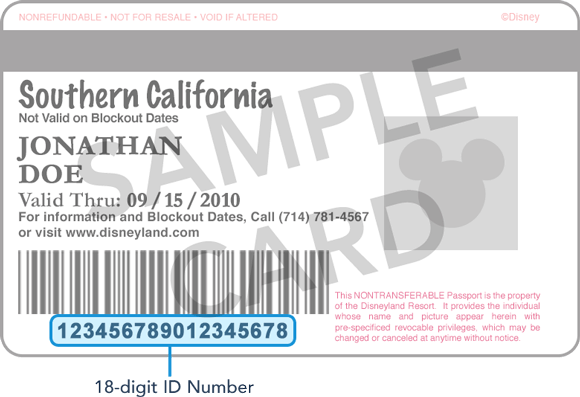 NONREFUNDABLE • NOT FOR RESALE • VOID IF ALTERED ©Disney
Southern California
Not Valid on Blockout Dates
JONATHAN
DOE
Valid Thru: 09 / 15 / 2010
For information and Blockout Dates, Call (714) 781-4567
or visit www.disneyland.com
SAMPLE
CARD
This NONTRANSFERABLE Passport is the property
of the Disneyland Resort. It provides the individual
whose name and picture appear herein with
pre-specified revocable privileges, which may be
changed or canceled at anytime without notice.
123456789012345678
18-digit ID Number